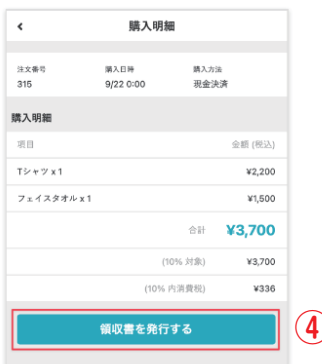 購入明細
注文番号 購入日時 購入方法
315 9/22 0:00 現金決済
購入明細
項目 金額 (税込)
Tシャツ x 1 ¥2,200
フェイスタオル x 1 ¥1,500
合計 ¥3,700
(10% 対象) ¥3,700
(10% 内消費税) ¥336
領収書を発行する
④